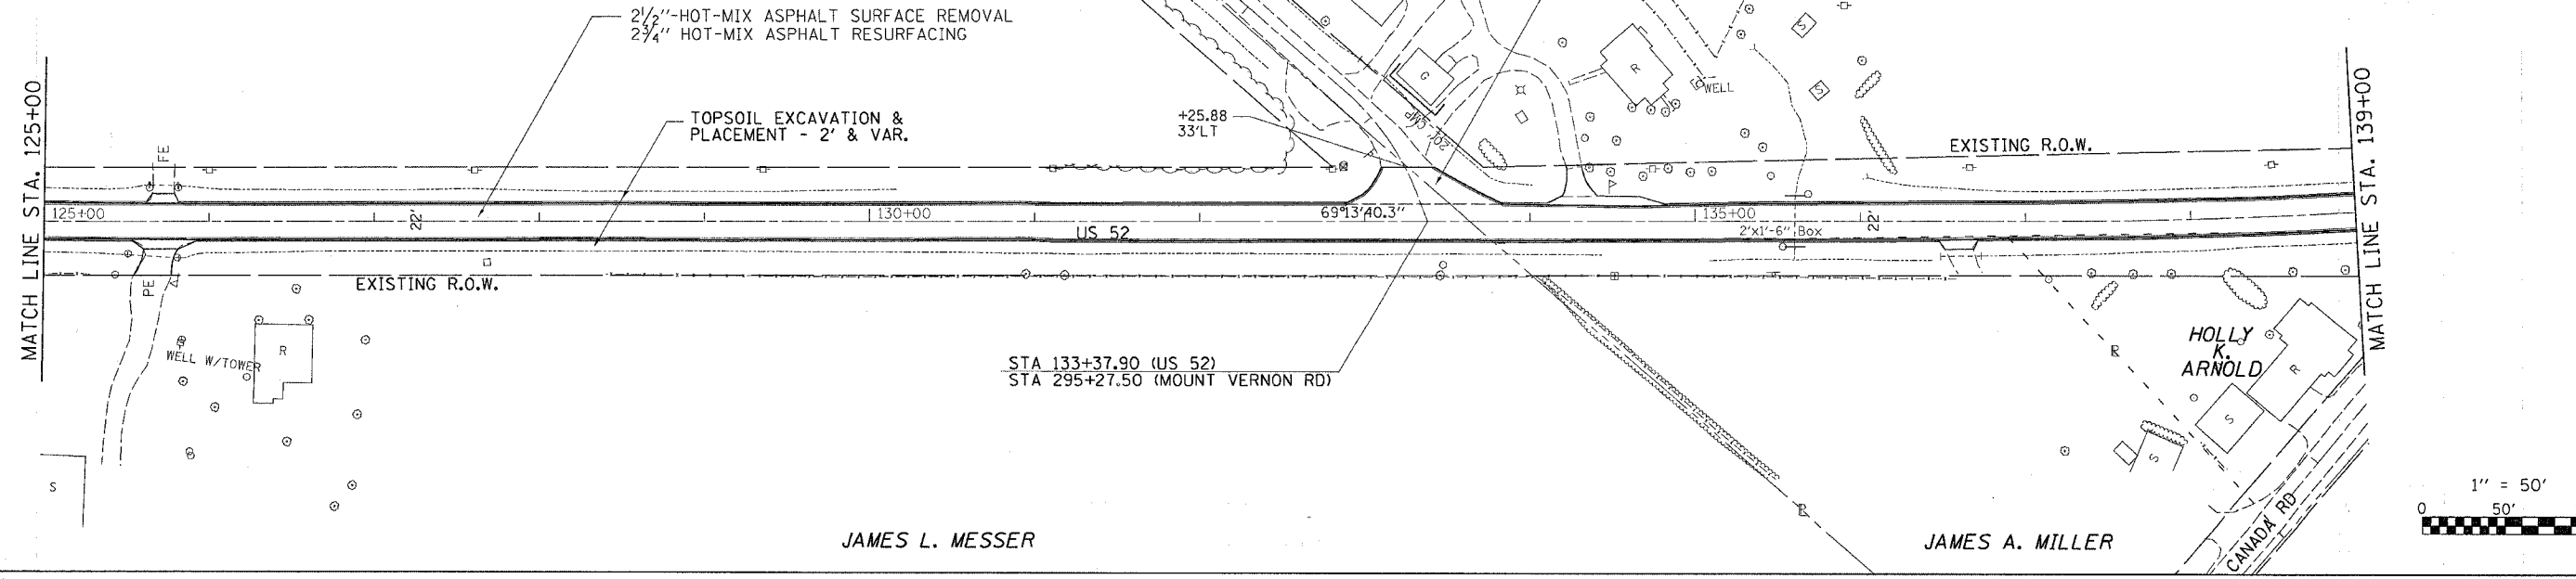 2½"-HOT-MIX ASPHALT SURFACE REMOVAL
2¾" HOT-MIX ASPHALT RESURFACING
TOPSOIL EXCAVATION &
PLACEMENT - 2' & VAR.
+25.88
33'LT
20' CMP
G
R
WELL
S
S
EXISTING R.O.W.
MATCH LINE STA. 125+00
MATCH LINE STA. 139+00
FE
125+00
22'
130+00
69°13'40.3"
135+00
22'
US 52
2'x1'-6" Box
PE
EXISTING R.O.W.
WELL W/TOWER
R
S
STA 133+37.90 (US 52)
STA 295+27.50 (MOUNT VERNON RD)
HOLLY
K.
ARNOLD
R
S
S
JAMES L. MESSER
JAMES A. MILLER
CANADA RD
1" = 50'
0 50'